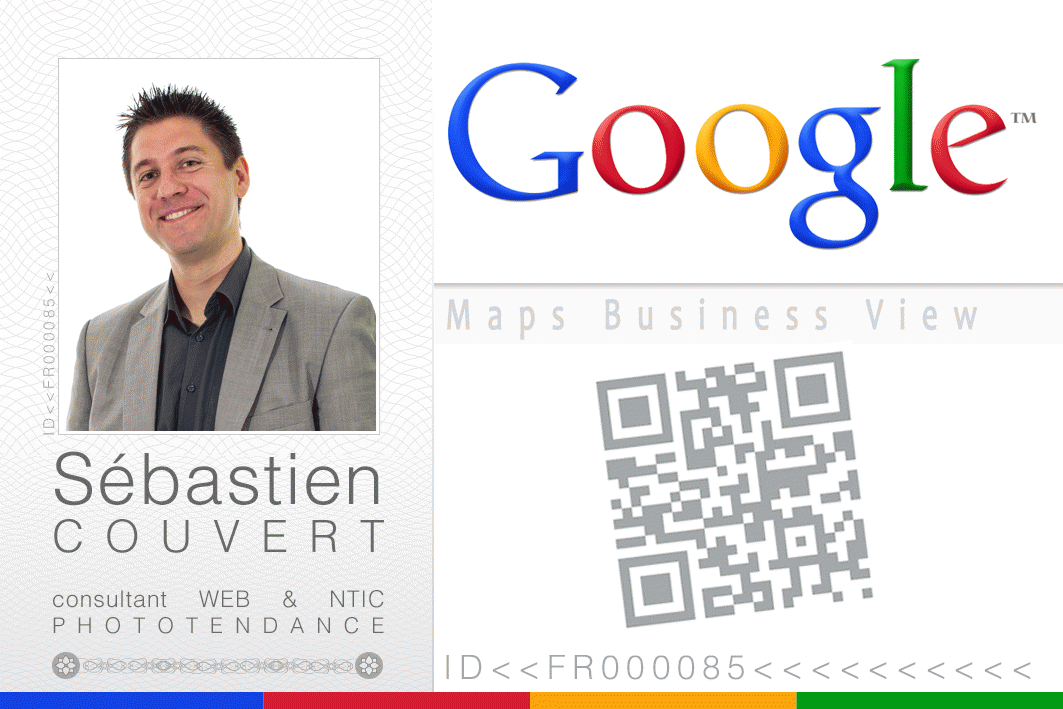 ID<<FR000085<<
Sébastien
COUVERT
consultant WEB & NTIC
PHOTOTENDANCE
Google™
Maps Business View
ID<<FR000085<<<<<<<<<<<